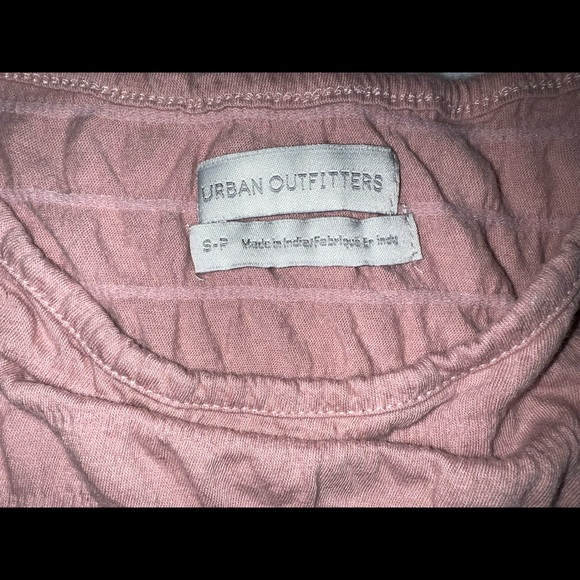 URBAN OUTFITTERS
S-P Made in India/Fabriqué En Inde